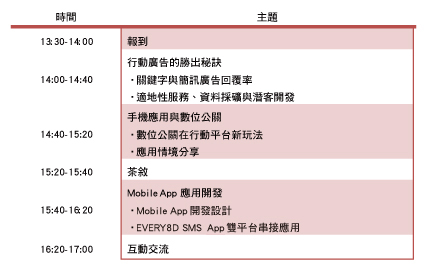 時間 主題
13:30-14:00 報到
行動廣告的勝出秘訣
14:00-14:40 ‧關鍵字與簡訊廣告回覆率
‧適地性服務、資料採礦與潛客開發
手機應用與數位公關
14:40-15:20 ‧數位公關在行動平台新玩法
‧應用情境分享
15:20-15:40 茶敘
Mobile App 應用開發
15:40-16:20 ‧Mobile App 開發設計
‧EVERY8D SMS App 雙平台串接應用
16:20-17:00 互動交流